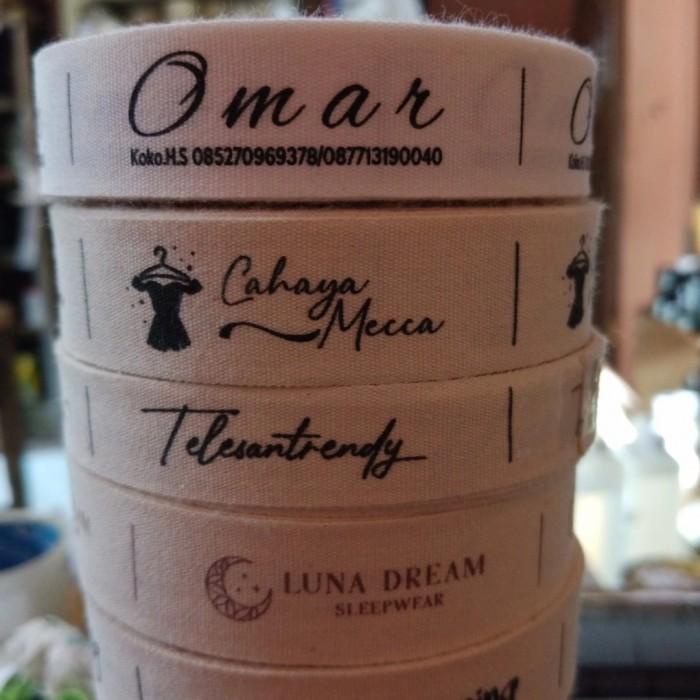 Omar
Koko.H.S 085270969378/087713190040
Cahaya
Mecca
Telesantrendy
LUNA DREAM
SLEEPWEAR